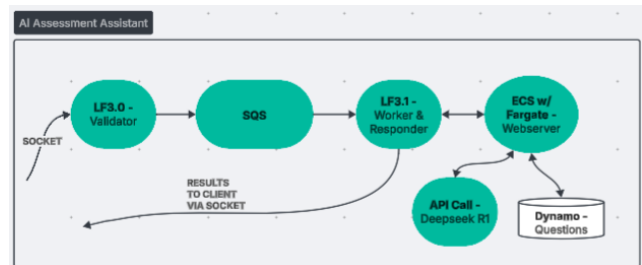 AI Assessment Assistant
LF3.0 -
Validator
SQS
LF3.1 -
Worker &
Responder
ECS w/
Fargate -
Webserver
SOCKET
RESULTS
TO CLIENT
VIA SOCKET
API Call -
Deepseek R1
Dynamo -
Questions